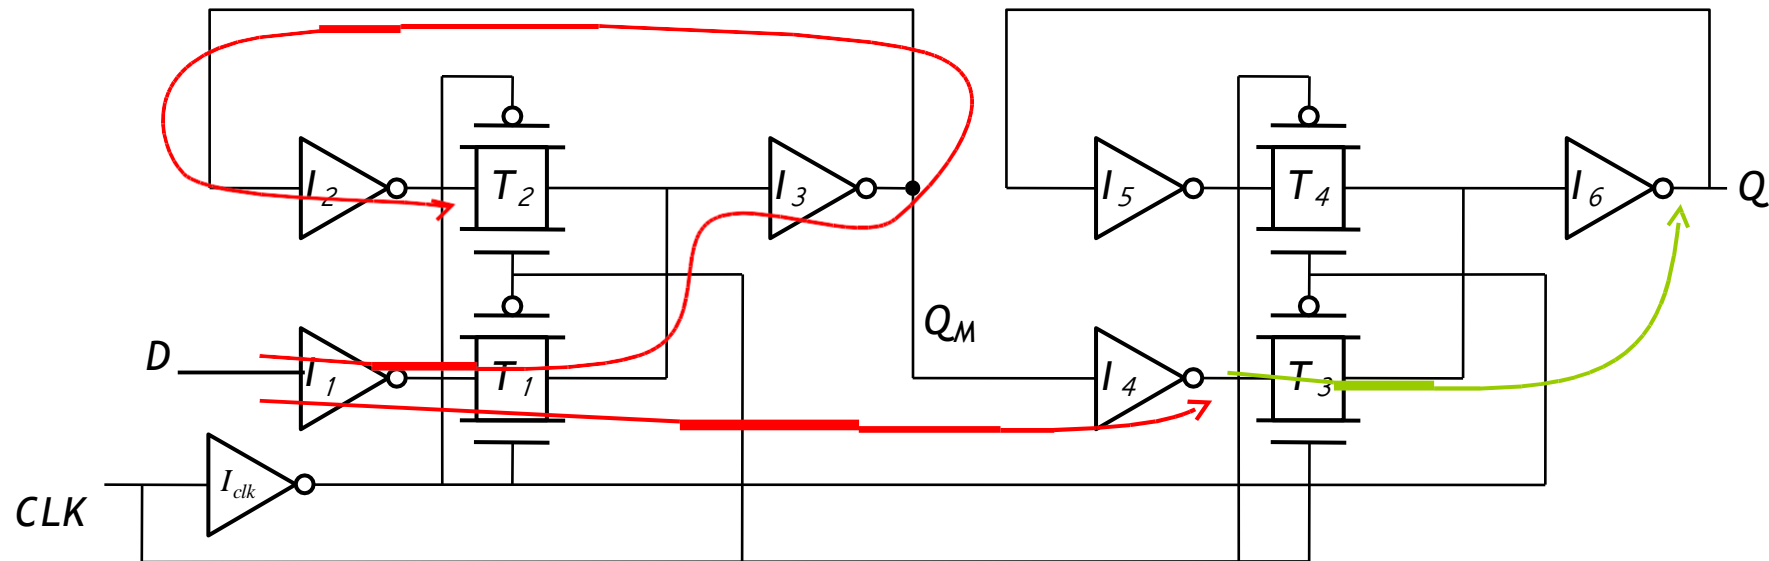 I2 T2 I3 I5 T4 I6 Q
QM
D I1 T1 I4 T3
Iclk
CLK